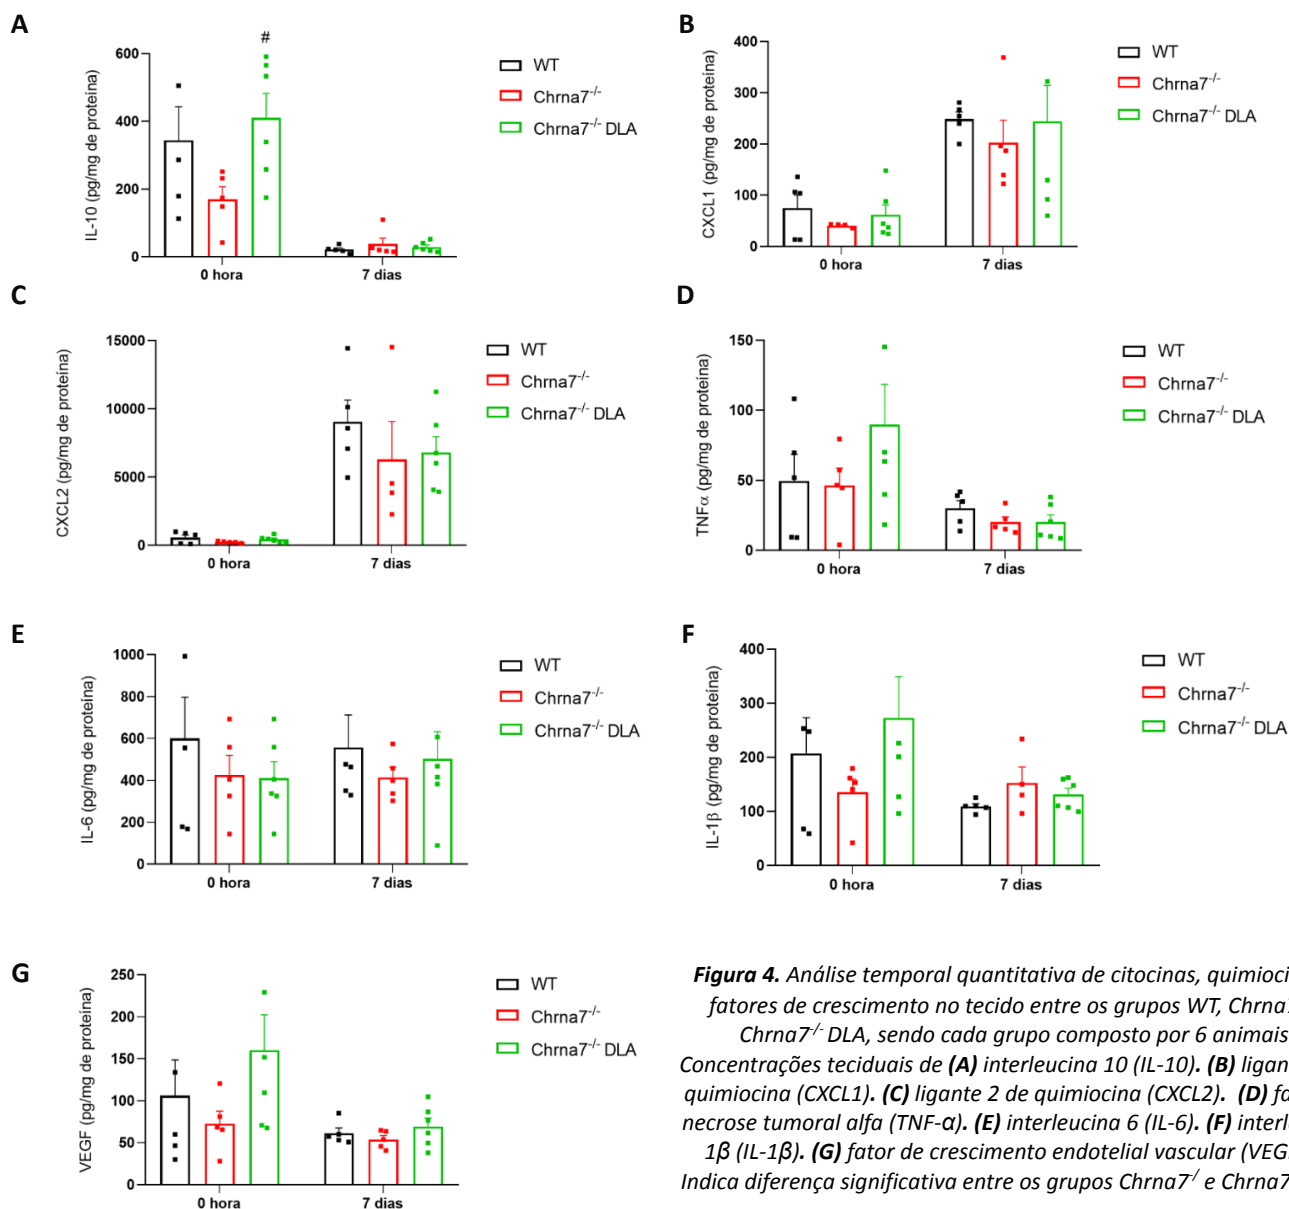 A
#
IL-10 (pg/mg de proteína)
600
400
200
0
0 hora
7 dias
WT
Chrna7-/-
Chrna7-/- DLA
B
CXCL1 (pg/mg de proteína)
400
300
200
100
0
0 hora
7 dias
WT
Chrna7-/-
Chrna7-/- DLA
C
CXCL2 (pg/mg de proteína)
15000
10000
5000
0
0 hora
7 dias
WT
Chrna7-/-
Chrna7-/- DLA
D
TNFα (pg/mg de proteína)
150
100
50
0
0 hora
7 dias
WT
Chrna7-/-
Chrna7-/- DLA
E
IL-6 (pg/mg de proteína)
1000
800
600
400
200
0
0 hora
7 dias
WT
Chrna7-/-
Chrna7-/- DLA
F
IL-1β (pg/mg de proteína)
400
300
200
100
0
0 hora
7 dias
WT
Chrna7-/-
Chrna7-/- DLA
G
VEGF (pg/mg de proteína)
250
200
150
100
50
0
0 hora
7 dias
WT
Chrna7-/-
Chrna7-/- DLA
Figura 4. Análise temporal quantitativa de citocinas,
fatores de crescimento no tecido entre os grupos WT,
Chrna7-/- DLA, sendo cada grupo composto por 6 animais
Concentrações teciduais de (A) interleucina 10 (IL-10). (B)
quimiocina (CXCL1). (C) ligante 2 de quimiocina (CXCL2). (D)
necrose tumoral alfa (TNF-α). (E) interleucina 6 (IL-6). (F)
1β (IL-1β). (G) fator de crescimento endotelial vascular
Indica diferença significativa entre os grupos Chrna7-/ e Chrna7